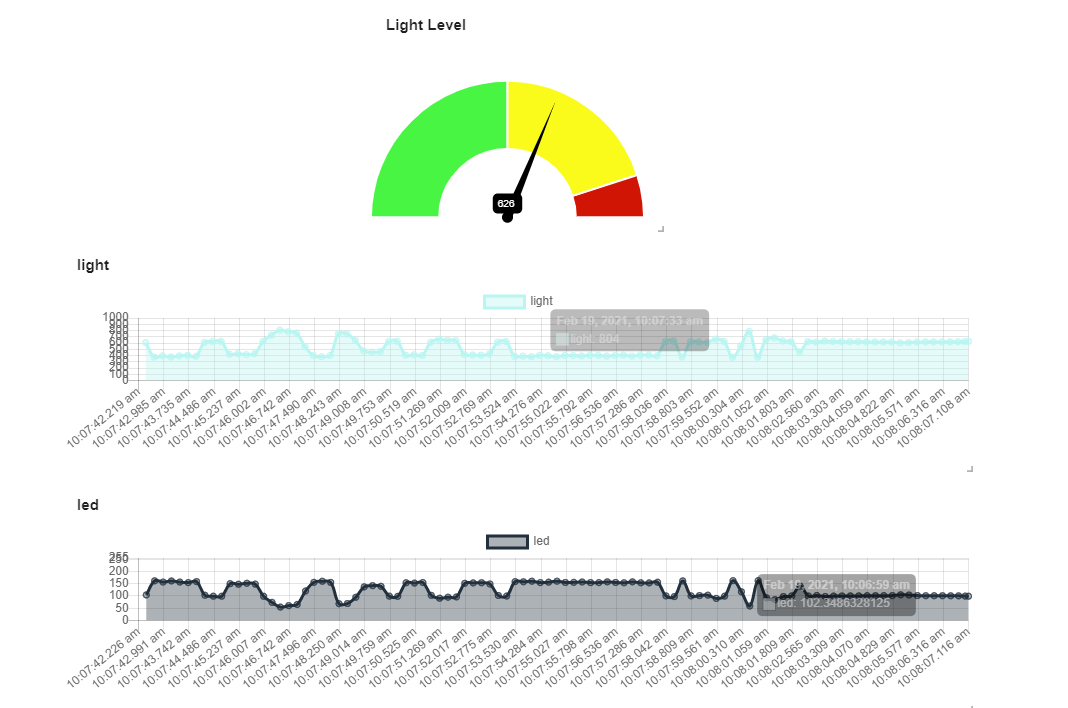 Light Level
626
light
light
Feb 19, 2021, 10:07:33 am
light: 804
1000
900
800
700
600
500
400
300
200
100
0
10:07:42.219 am
10:07:42.985 am
10:07:43.735 am
10:07:44.486 am
10:07:45.237 am
10:07:46.002 am
10:07:46.742 am
10:07:47.490 am
10:07:48.243 am
10:07:49.008 am
10:07:49.753 am
10:07:50.519 am
10:07:51.269 am
10:07:52.009 am
10:07:52.769 am
10:07:53.524 am
10:07:54.276 am
10:07:55.022 am
10:07:55.792 am
10:07:56.536 am
10:07:57.286 am
10:07:58.036 am
10:07:58.803 am
10:07:59.552 am
10:08:00.304 am
10:08:01.052 am
10:08:01.803 am
10:08:02.560 am
10:08:03.303 am
10:08:04.059 am
10:08:04.822 am
10:08:05.571 am
10:08:06.316 am
10:08:07.108 am
led
led
255
250
200
150
100
50
0
Feb 19, 2021, 10:06:59 am
led: 102.3486328125
10:07:42.226 am
10:07:42.991 am
10:07:43.742 am
10:07:44.486 am
10:07:45.237 am
10:07:46.007 am
10:07:46.742 am
10:07:47.496 am
10:07:48.250 am
10:07:49.014 am
10:07:49.759 am
10:07:50.525 am
10:07:51.269 am
10:07:52.017 am
10:07:52.775 am
10:07:53.530 am
10:07:54.284 am
10:07:55.027 am
10:07:55.798 am
10:07:56.536 am
10:07:57.286 am
10:07:58.042 am
10:07:58.809 am
10:07:59.561 am
10:08:00.310 am
10:08:01.059 am
10:08:01.809 am
10:08:02.565 am
10:08:03.309 am
10:08:04.070 am
10:08:04.829 am
10:08:05.577 am
10:08:06.316 am
10:08:07.116 am